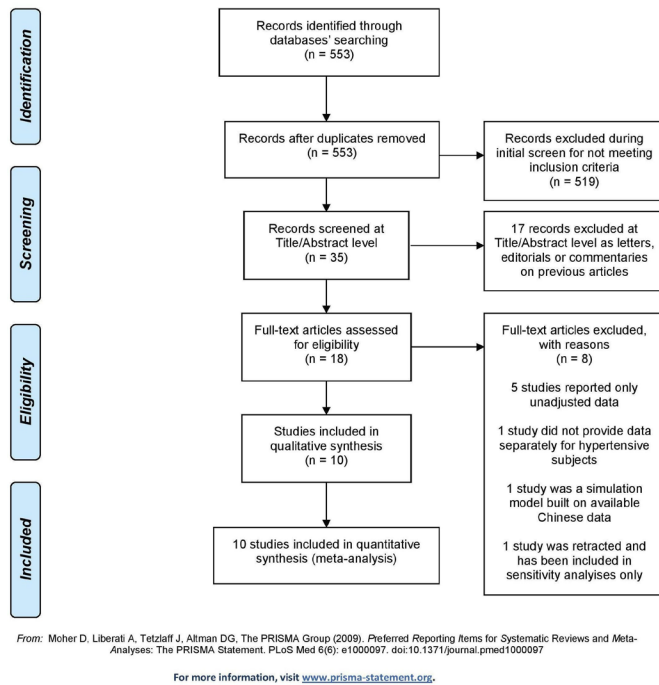 Identification
Records identified through
databases' searching
(n = 553)
Records after duplicates removed
(n = 553)
Records excluded during
initial screen for not meeting
inclusion criteria
(n = 519)
Screening
Records screened at
Title/Abstract level
(n = 35)
17 records excluded at
Title/Abstract level as letters,
editorials or commentaries
on previous articles
Eligibility
Full-text articles assessed
for eligibility
(n = 18)
Full-text articles excluded,
with reasons
(n = 8)
5 studies reported only
unadjusted data
1 study did not provide data
separately for hypertensive
subjects
1 study was a simulation
model built on available
Chinese data
1 study was retracted and
has been included in
sensitivity analysises only
Studies included in
qualitative synthesis
(n = 10)
Included
10 studies included in quantitative
synthesis (meta-analysis)
From: Moher D, Liberati A, Tetzlaff J, Altman DG, The PRISMA Group (2009). Preferred Reporting Items for Systematic Reviews and Meta-
Analyses: The PRISMA Statement. PLoS Med 6(6): e1000097. doi:10.1371/journal.pmed1000097
For more information, visit www.prisma-statement.org.